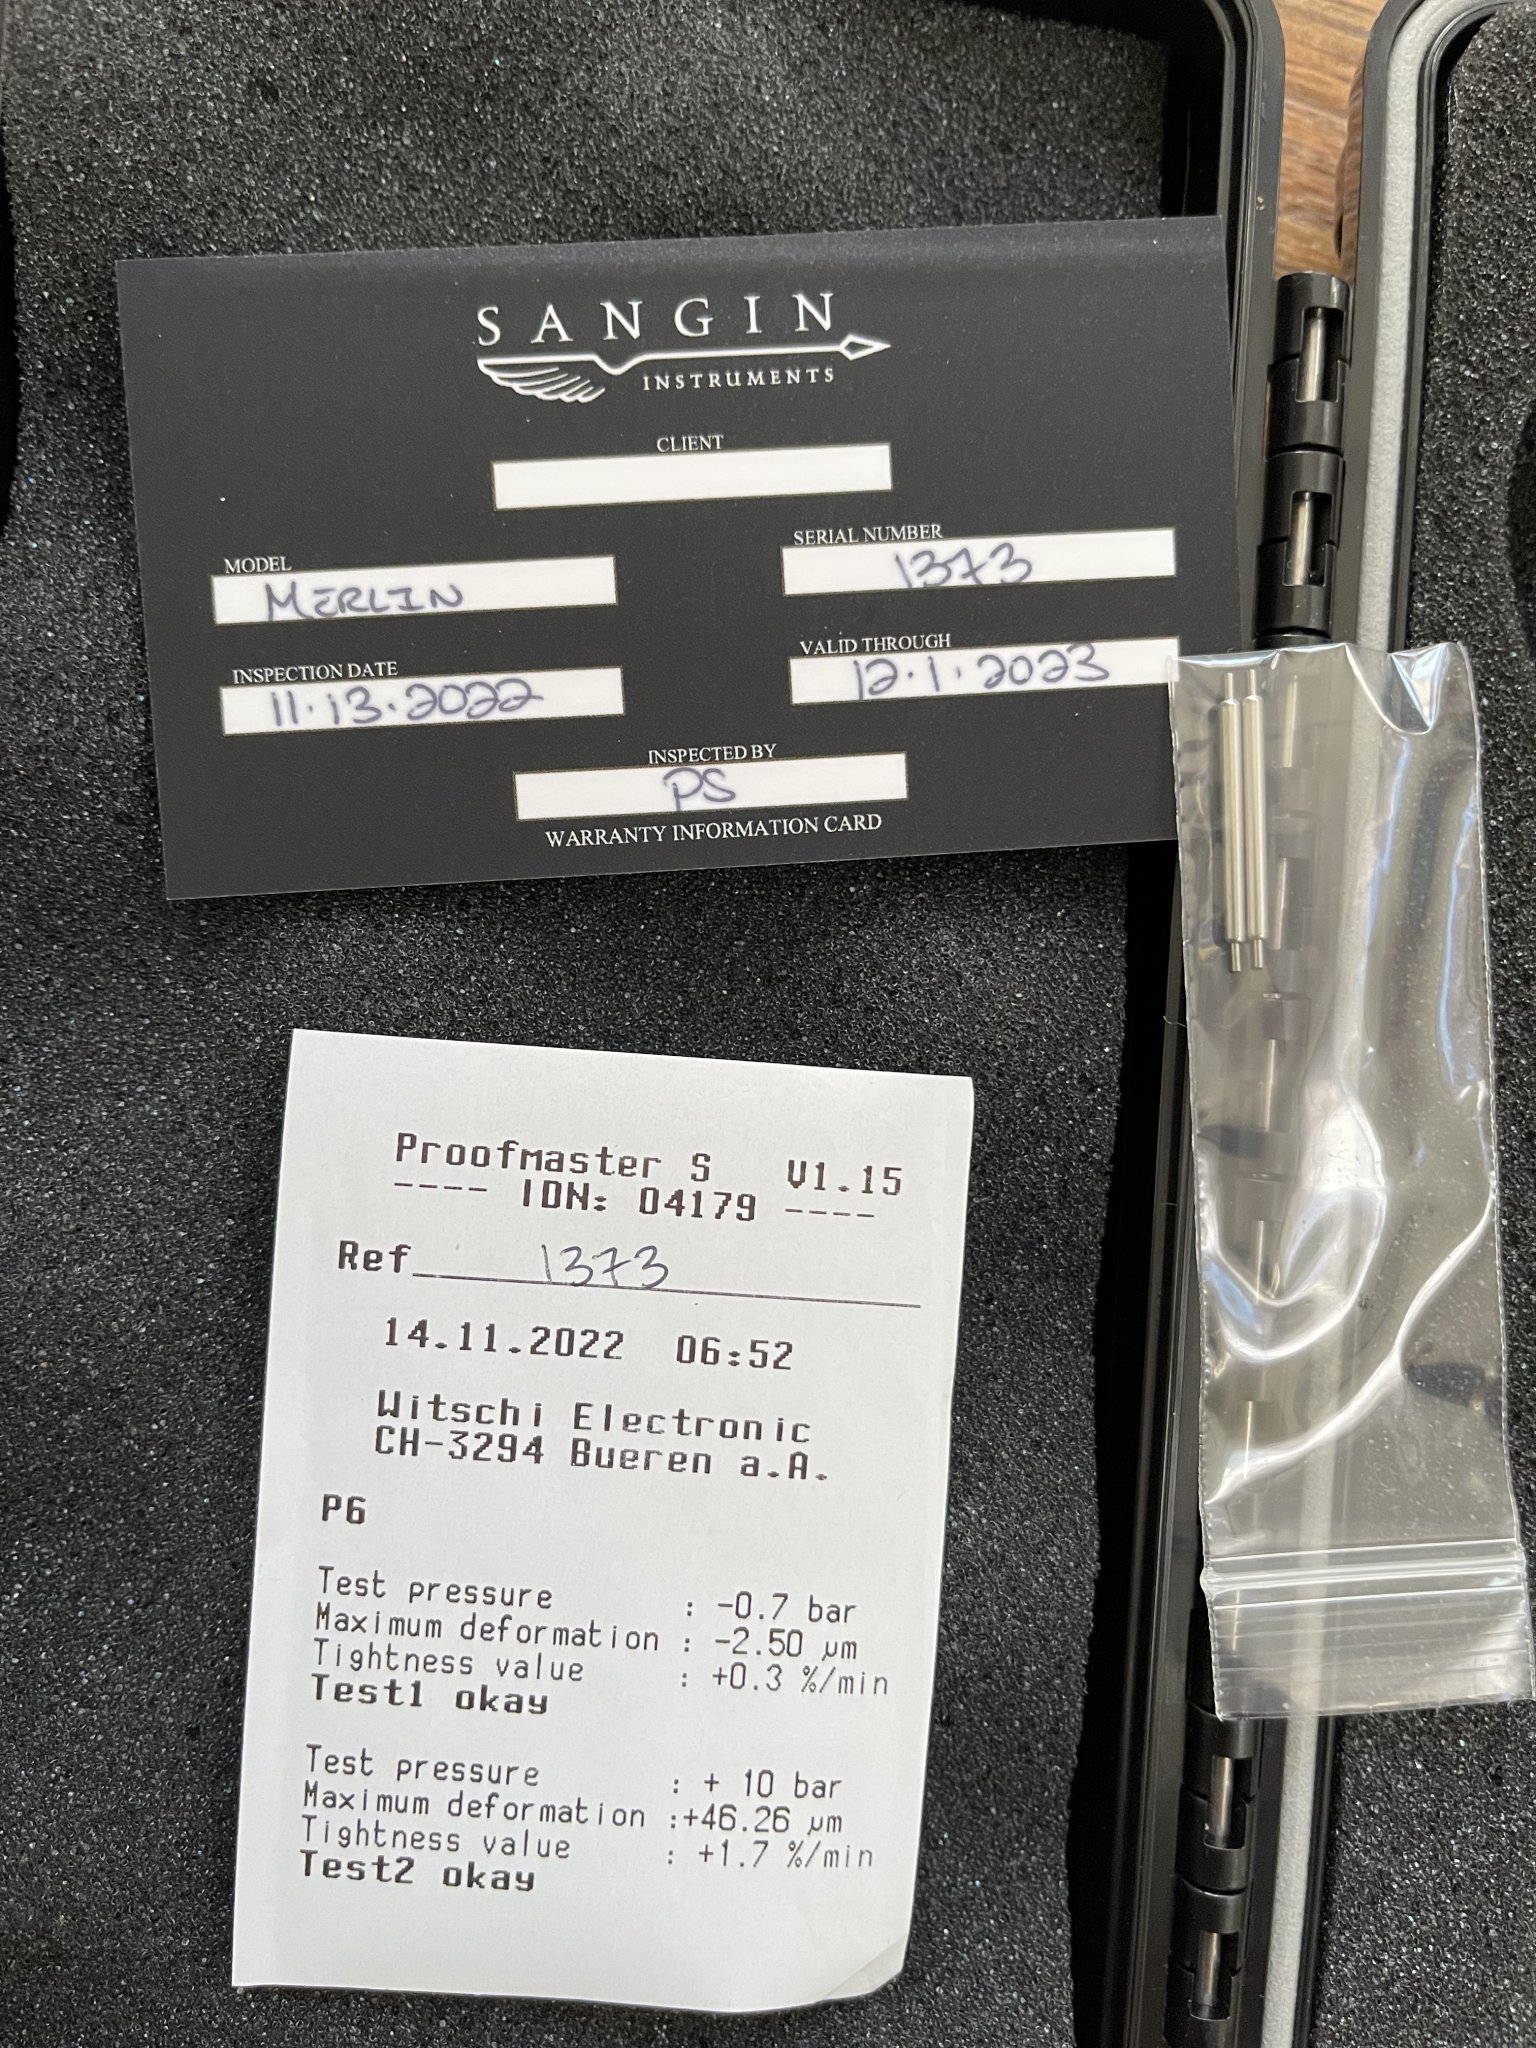 SANGIN
INSTRUMENTS
CLIENT
MODEL
MERLIN
SERIAL NUMBER
1373
INSPECTION DATE
11.13.2022
VALID THROUGH
12.1.2023
INSPECTED BY
PS
WARRANTY INFORMATION CARD
Proofmaster S V1.15
---- IDN: 04179 ----
Ref 1373
14.11.2022 06:52
Witschi Electronic
CH-3294 Bueren a.A.
P6
Test pressure : -0.7 bar
Maximum deformation : -2.50 µm
Tightness value : +0.3 %/min
Test1 okay
Test pressure : + 10 bar
Maximum deformation :+46.26 µm
Tightness value : +1.7 %/min
Test2 okay